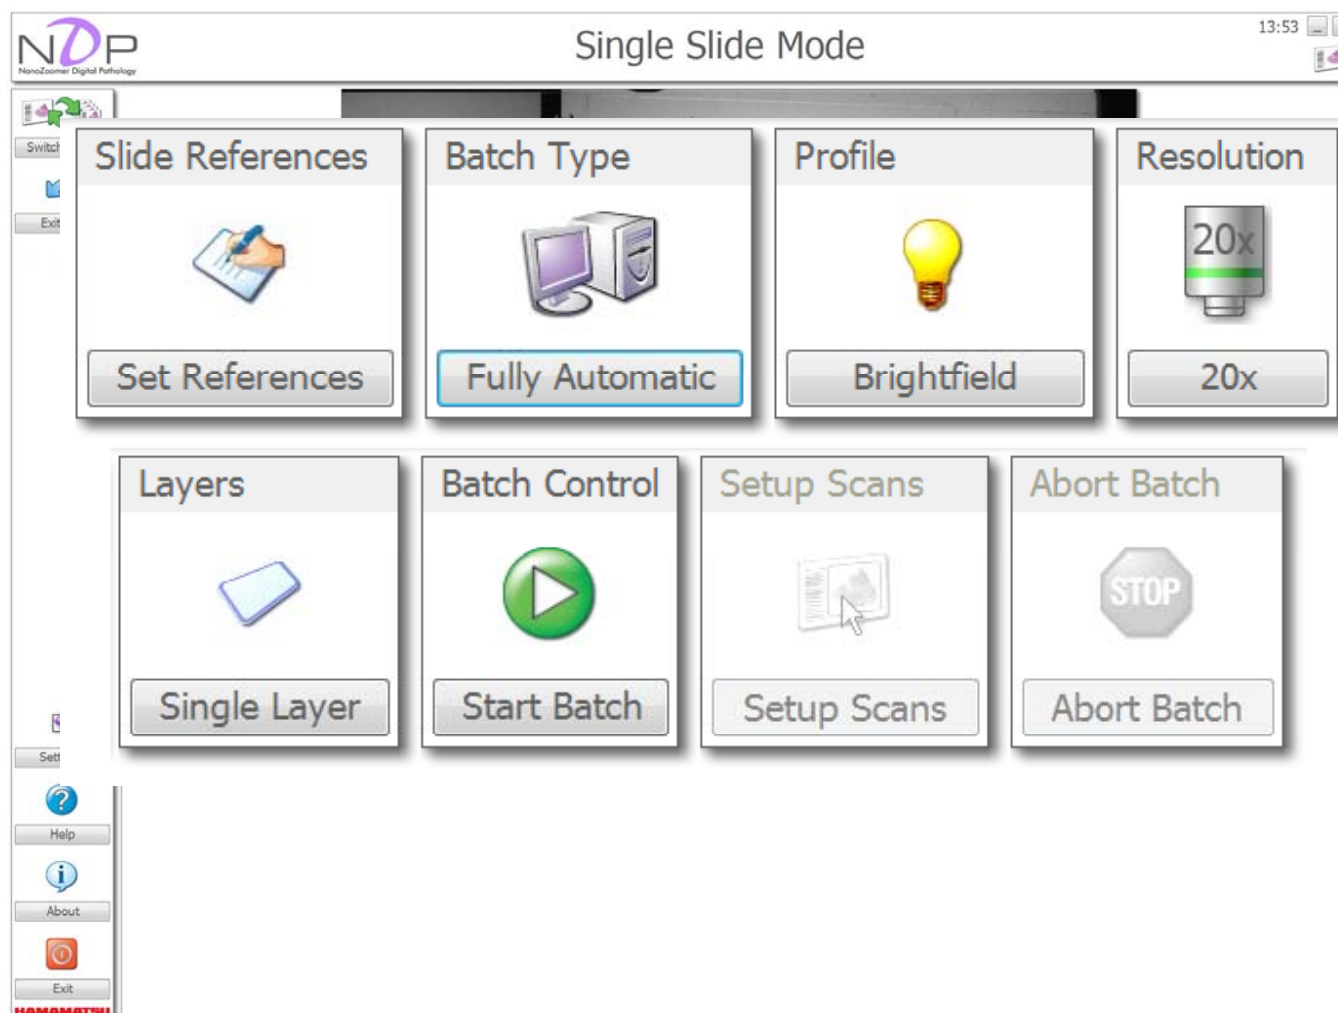 NDP
NanoZoomer Digital Pathology
Single Slide Mode
13:53
Switch
Exit
Slide References
Batch Type
Profile
Resolution
20x
Set References
Fully Automatic
Brightfield
20x
Layers
Batch Control
Setup Scans
Abort Batch
STOP
Single Layer
Start Batch
Setup Scans
Abort Batch
Sett
Help
About
Exit
HAMAMATSU